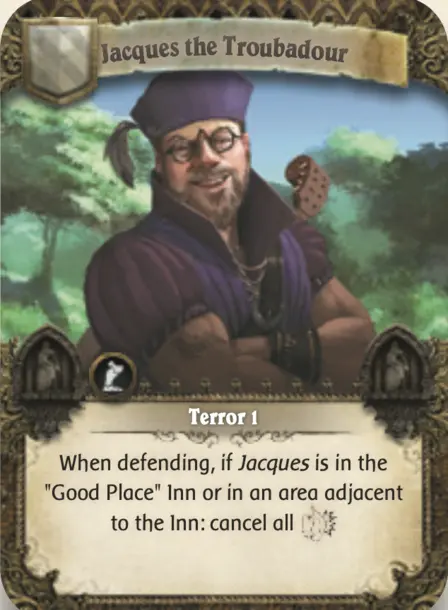 Jacques the Troubadour
Terror 1
When defending, if Jacques is in the
"Good Place" Inn or in an area adjacent
to the Inn: cancel all